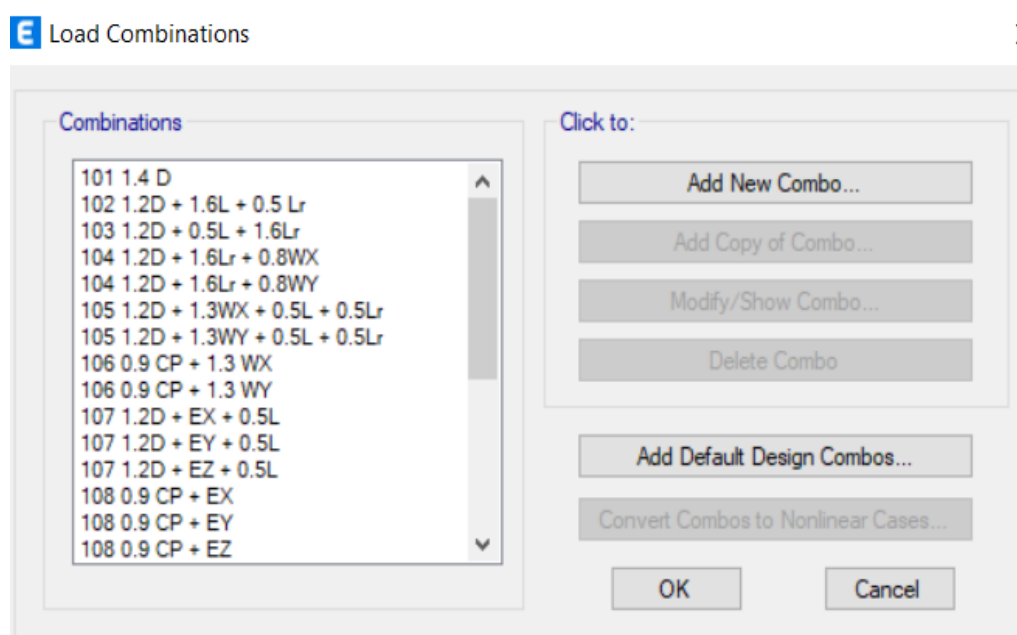 E Load Combinations
Combinations
101 1.4 D
102 1.2D + 1.6L + 0.5 Lr
103 1.2D + 0.5L + 1.6Lr
104 1.2D + 1.6Lr + 0.8WX
104 1.2D + 1.6Lr + 0.8WY
105 1.2D + 1.3WX + 0.5L + 0.5Lr
105 1.2D + 1.3WY + 0.5L + 0.5Lr
106 0.9 CP + 1.3 WX
106 0.9 CP + 1.3 WY
107 1.2D + EX + 0.5L
107 1.2D + EY + 0.5L
107 1.2D + EZ + 0.5L
108 0.9 CP + EX
108 0.9 CP + EY
108 0.9 CP + EZ
Click to:
Add New Combo...
Add Copy of Combo...
Modify/Show Combo...
Delete Combo
Add Default Design Combos...
Convert Combos to Nonlinear Cases...
OK
Cancel